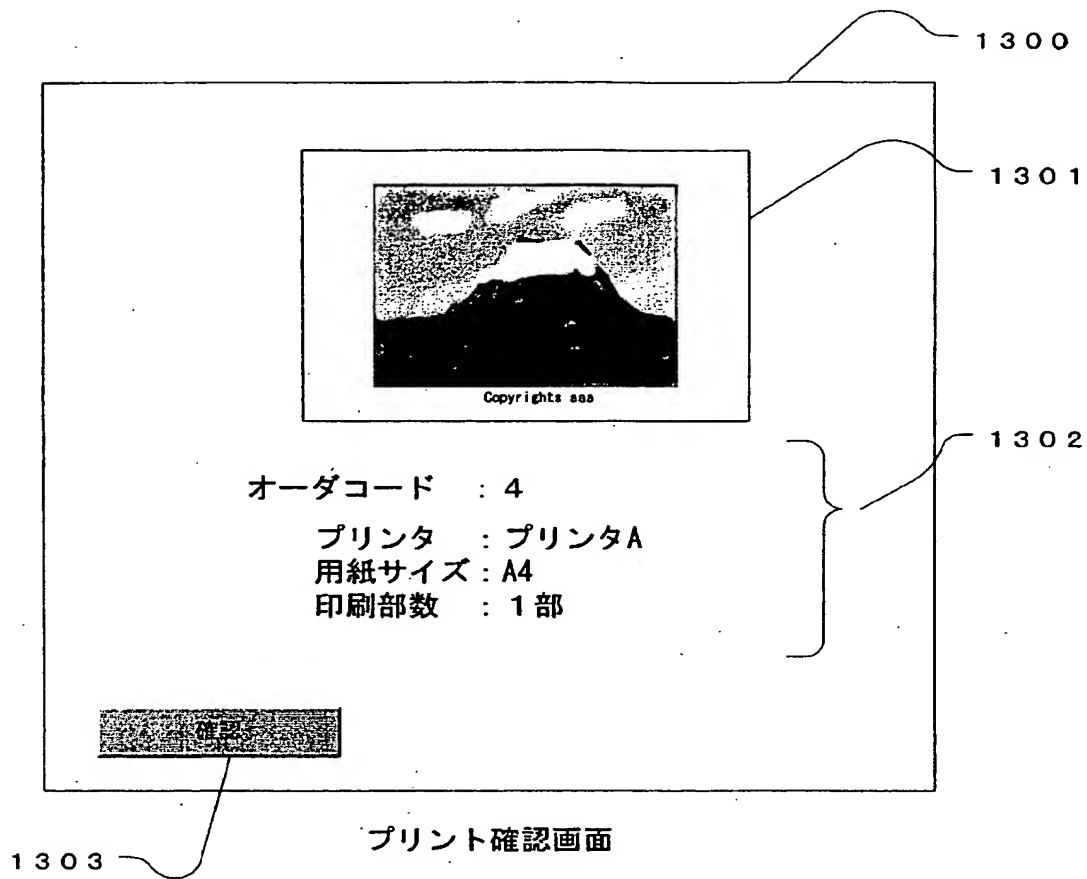 1300
1301
Copyrights aaa
1302
オーダコード : 4
プリンタ : プリンタA
用紙サイズ : A4
印刷部数 : 1部
確認
プリント確認画面
1303